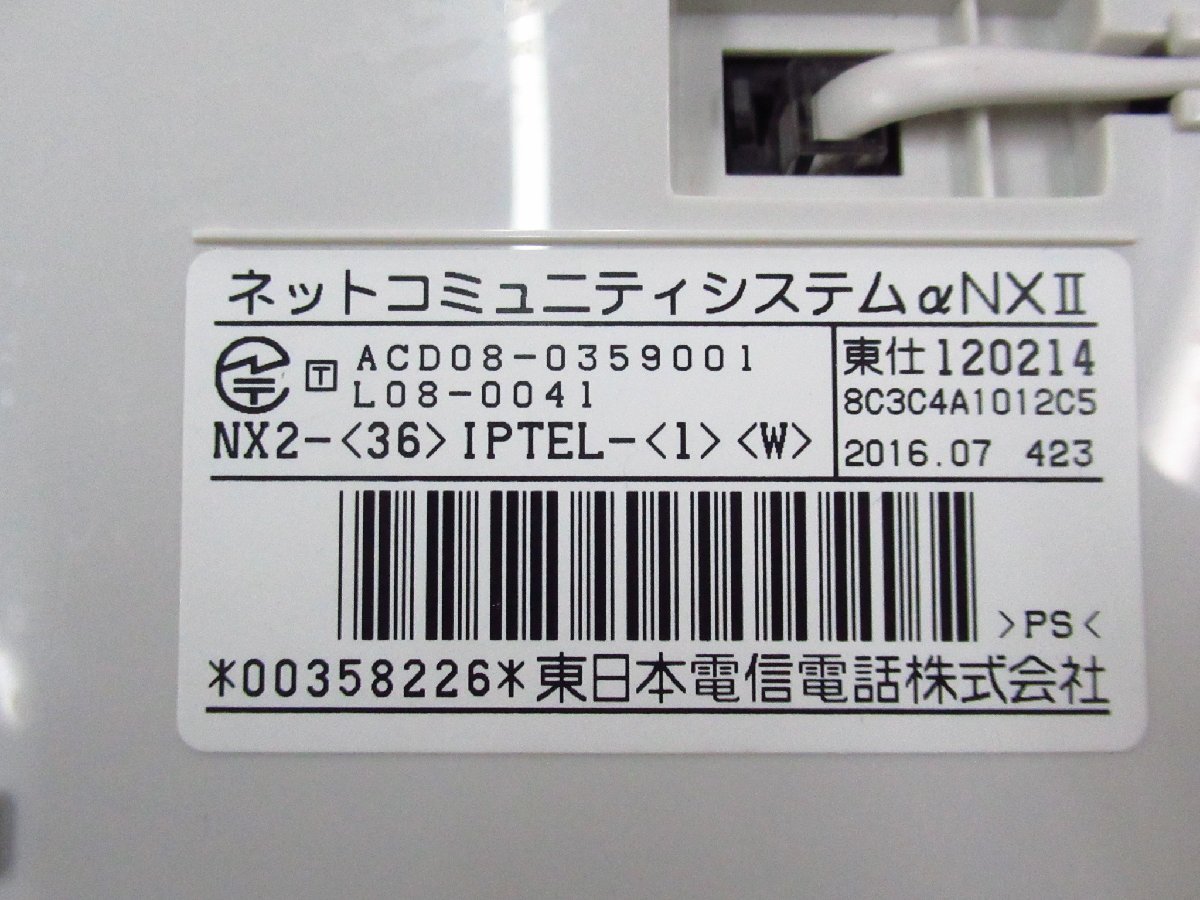 ネットコミュニティシステムαNXⅡ
T ACD08-0359001
L08-0041
NX2-<36>IPTEL-<1><W>
東仕120214
8C3C4A1012C5
2016.07 423
>PS<
*00358226*東日本電信電話株式会社